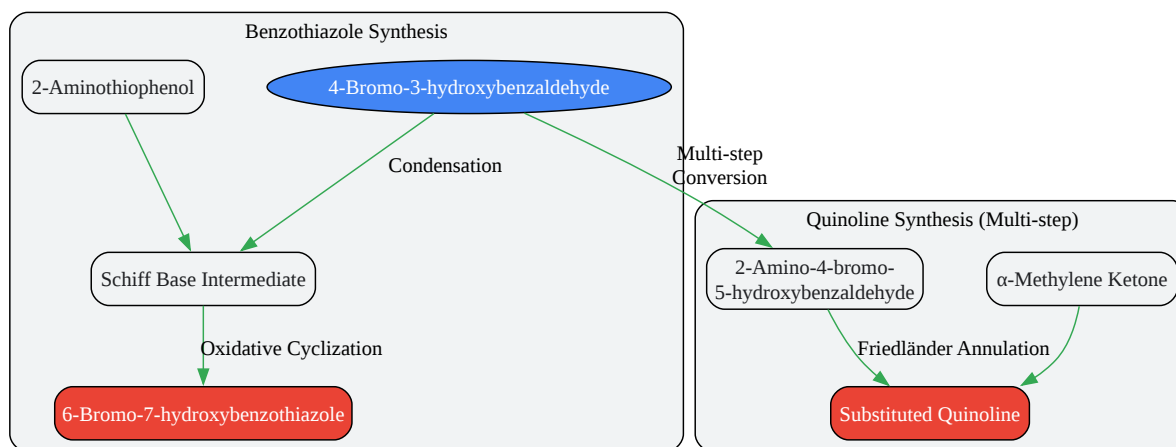 Benzothiazole Synthesis
2-Aminothiophenol
4-Bromo-3-hydroxybenzaldehyde
Condensation
Multi-step
Conversion
Quinoline Synthesis (Multi-step)
Schiff Base Intermediate
2-Amino-4-bromo-
5-hydroxybenzaldehyde
α-Methylene Ketone
Oxidative Cyclization
Friedländer Annulation
6-Bromo-7-hydroxybenzothiazole
Substituted Quinoline